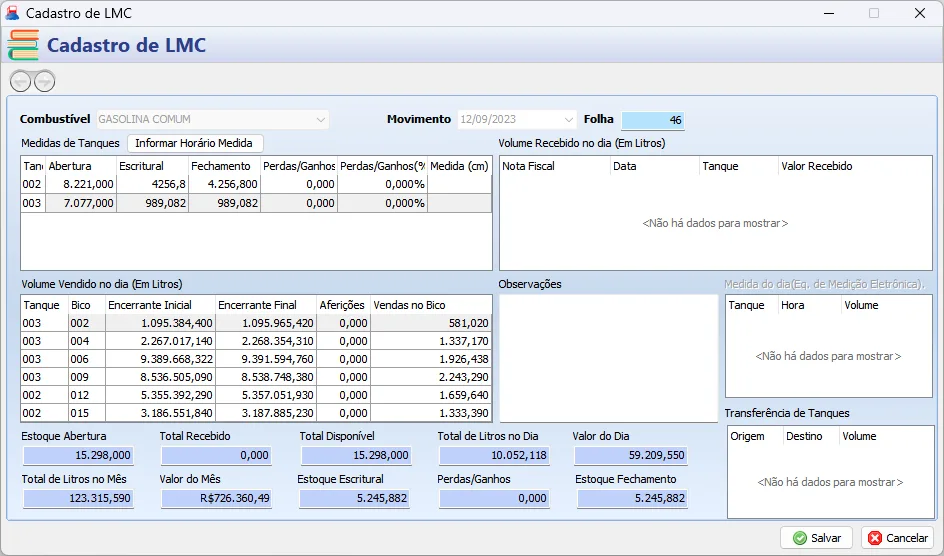 Cadastro de LMC
Cadastro de LMC
Combustível GASOLINA COMUM Movimento 12/09/2023 Folha 46
Medidas de Tanques Informar Horário Medida
Tan Abertura Escritural Fechamento Perdas/Ganhos Perdas/Ganhos(% Medida (cm)
002 8.221,000 4256,8 4.256,800 0,000 0,000%
003 7.077,000 989,082 989,082 0,000 0,000%
Volume Recebido no dia (Em Litros)
Nota Fiscal Data Tanque Valor Recebido
<Não há dados para mostrar>
Volume Vendido no dia (Em Litros)
Tanque Bico Encerrante Inicial Encerrante Final Aferições Vendas no Bico
003 002 1.095.384,400 1.095.965,420 0,000 581,020
003 004 2.267.017,140 2.268.354,310 0,000 1.337,170
003 006 9.389.668,322 9.391.594,760 0,000 1.926,438
003 009 8.536.505,090 8.538.748,380 0,000 2.243,290
002 012 5.355.392,290 5.357.051,930 0,000 1.659,640
002 015 3.186.551,840 3.187.885,230 0,000 1.333,390
Observações
Medida do dia(Eq. de Medição Eletrônica).
Tanque Hora Volume
<Não há dados para mostrar>
Transferência de Tanques
Origem Destino Volume
<Não há dados para mostrar>
Estoque Abertura Total Recebido Total Disponível Total de Litros no Dia Valor do Dia
15.298,000 0,000 15.298,000 10.052,118 59.209,550
Total de Litros no Mês Valor do Mês Estoque Escritural Perdas/Ganhos Estoque Fechamento
123.315,590 R$726.360,49 5.245,882 0,000 5.245,882
Salvar Cancelar